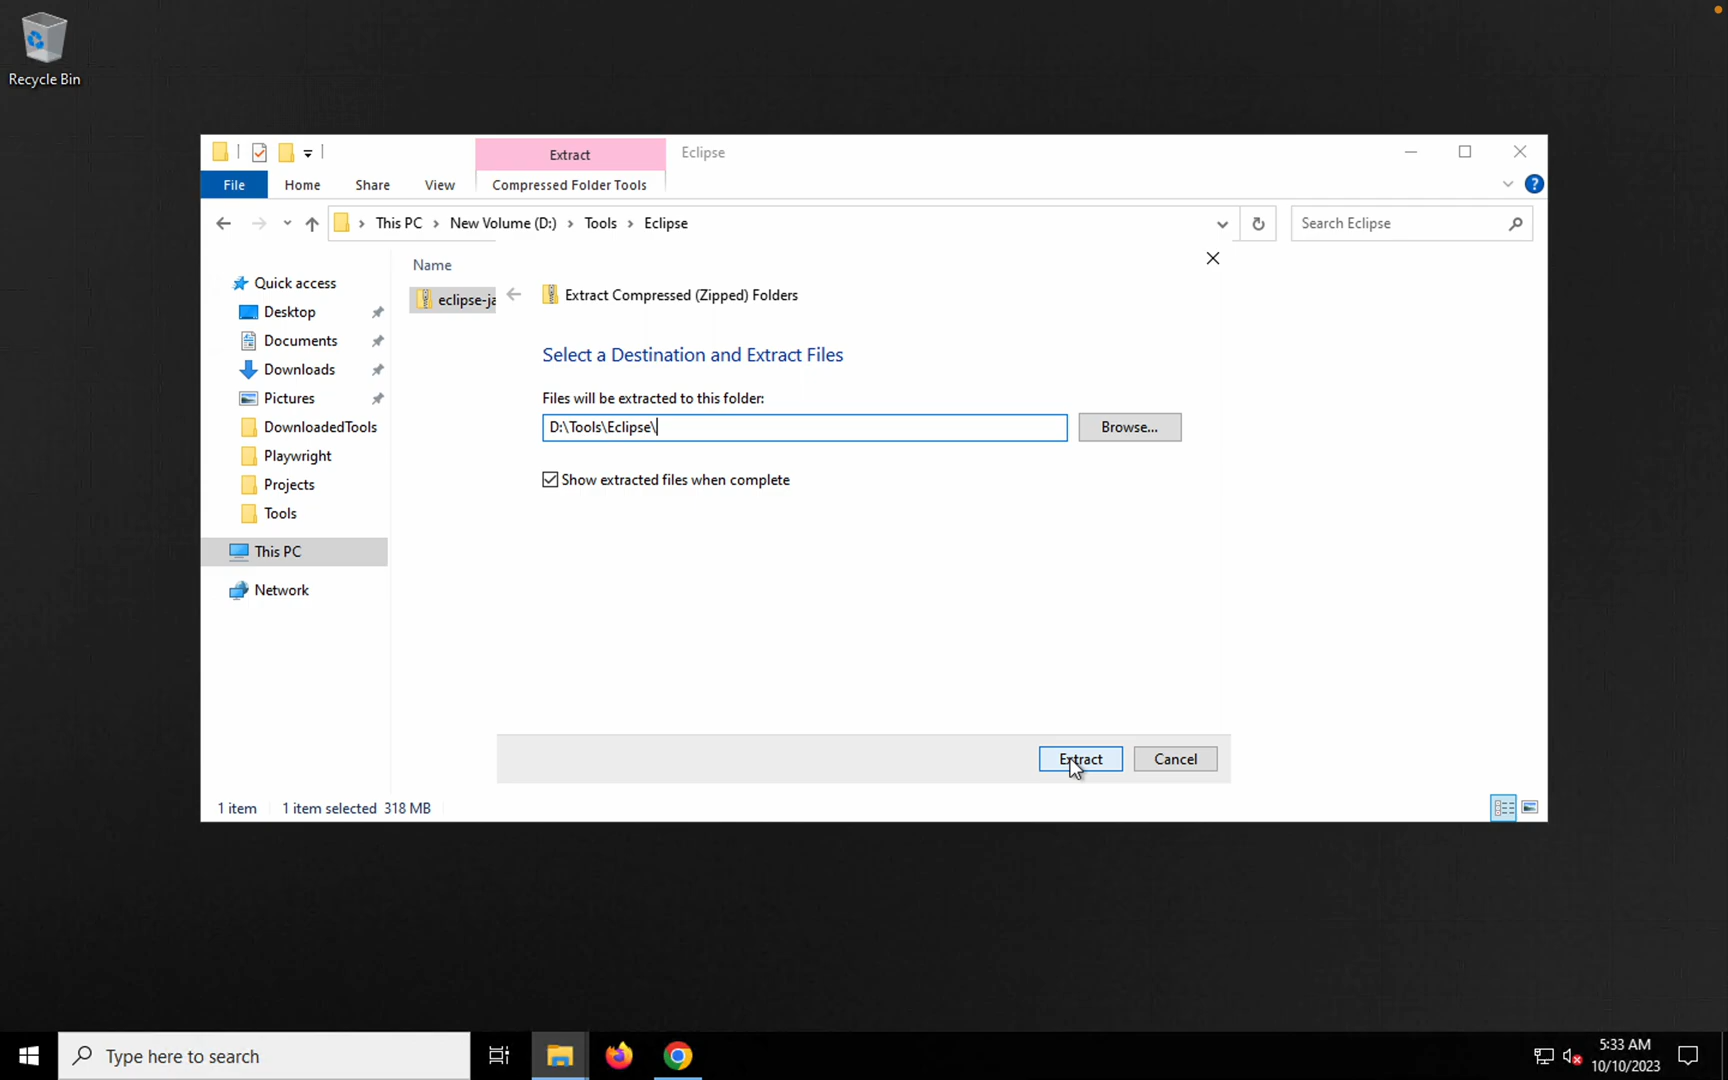 Recycle Bin
Extract
Eclipse
File
Home
Share
View
Compressed Folder Tools
This PC
New Volume (D:)
Tools
Eclipse
Search Eclipse
Name
eclipse-ja
Extract Compressed (Zipped) Folders
Select a Destination and Extract Files
Files will be extracted to this folder:
D:\Tools\Eclipse\
Browse...
Show extracted files when complete
Quick access
Desktop
Documents
Downloads
Pictures
DownloadedTools
Playwright
Projects
Tools
This PC
Network
Extract
Cancel
1 item
1 item selected 318 MB
Type here to search
5:33 AM
10/10/2023